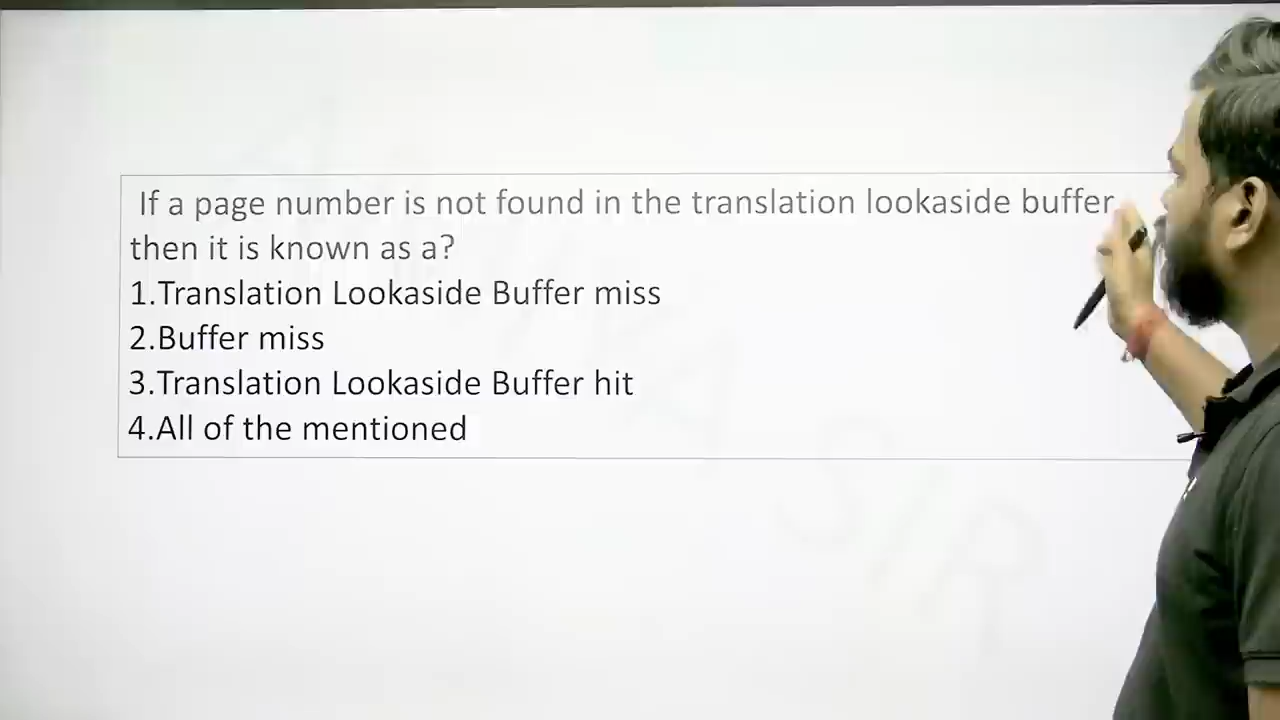 If a page number is not found in the translation lookaside buffer
then it is known as a?
1.Translation Lookaside Buffer miss
2.Buffer miss
3.Translation Lookaside Buffer hit
4.All of the mentioned
SIR